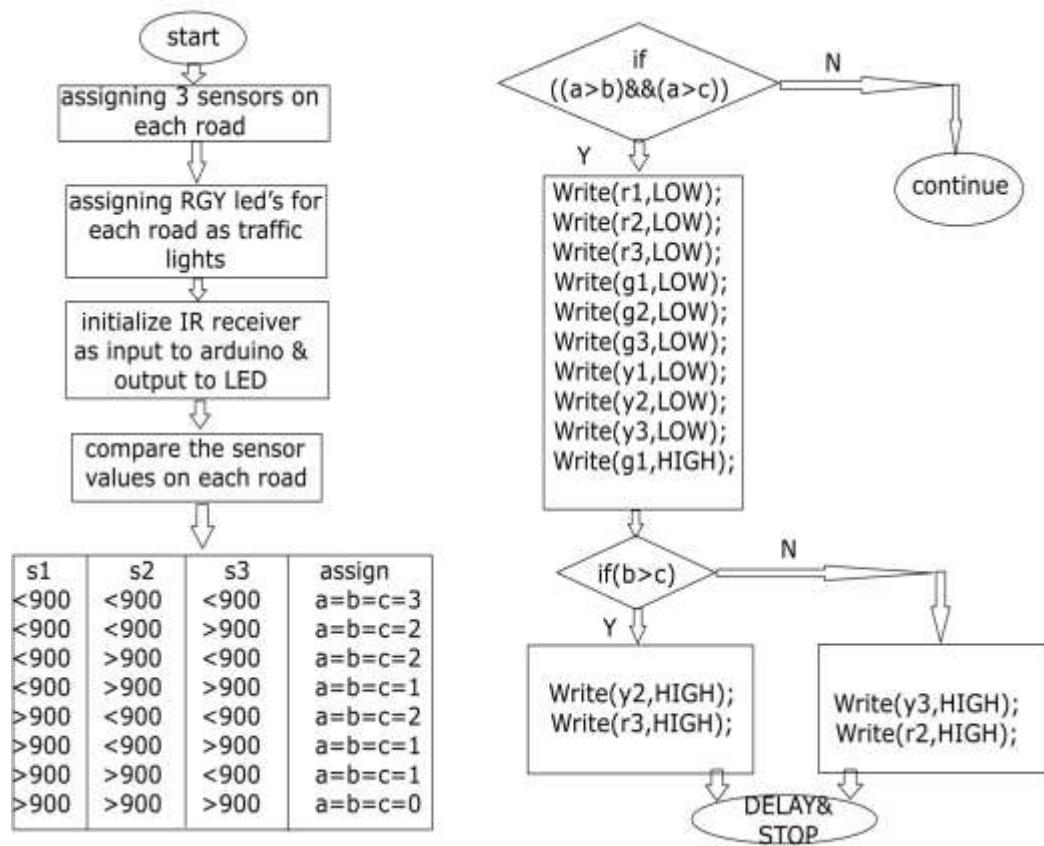 start
assigning 3 sensors on
each road
assigning RGY led's for
each road as traffic
lights
initialize IR receiver
as input to arduino &
output to LED
compare the sensor
values on each road
s1 s2 s3 assign
<900 <900 <900 a=b=c=3
<900 <900 >900 a=b=c=2
<900 >900 <900 a=b=c=2
<900 >900 >900 a=b=c=1
>900 <900 <900 a=b=c=2
>900 <900 >900 a=b=c=1
>900 >900 <900 a=b=c=1
>900 >900 >900 a=b=c=0
if
((a>b)&&(a>c))
N
continue
Y
Write(r1,LOW);
Write(r2,LOW);
Write(r3,LOW);
Write(g1,LOW);
Write(g2,LOW);
Write(g3,LOW);
Write(y1,LOW);
Write(y2,LOW);
Write(y3,LOW);
Write(g1,HIGH);
if(b>c)
N
Y
Write(y2,HIGH);
Write(r3,HIGH);
Write(y3,HIGH);
Write(r2,HIGH);
DELAY&
STOP